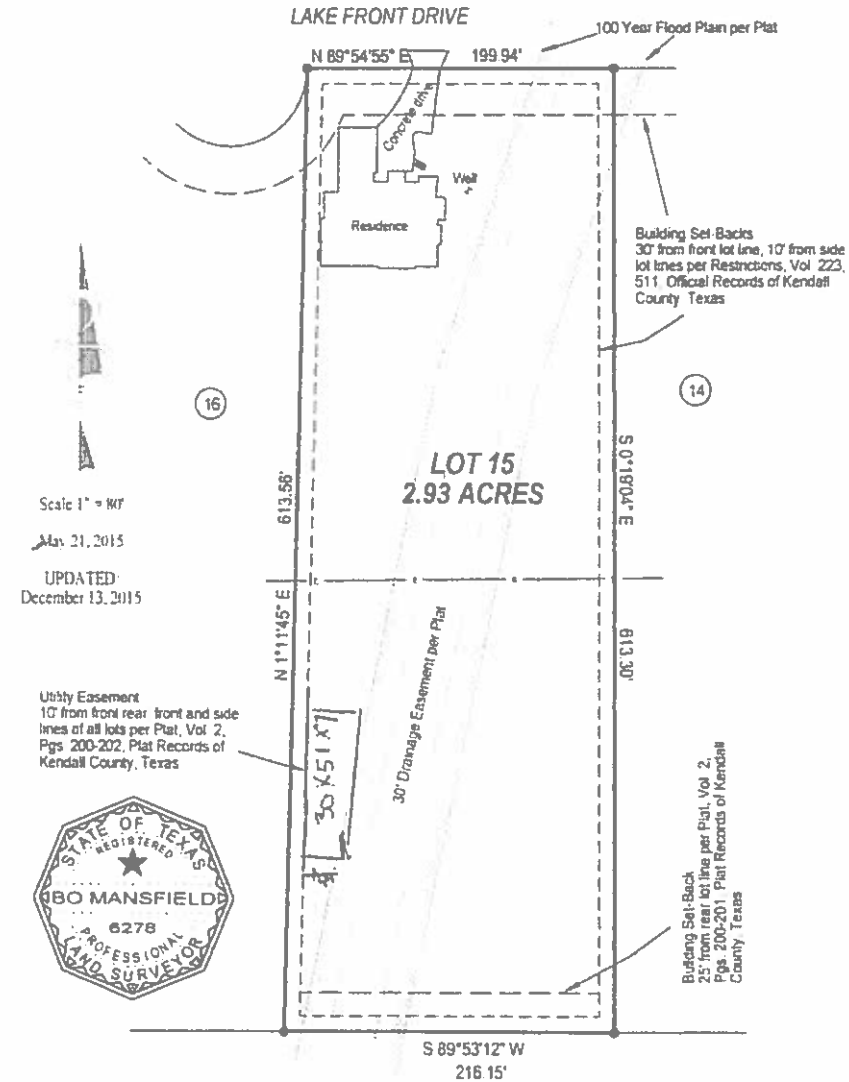 LAKE FRONT DRIVE
100 Year Flood Plain per Plat
N 89°54'55" E
199.94'
Concrete drive
Well
Residence
Building Set-Backs
30' from front lot line, 10' from side
lot lines per Restrictions, Vol 223,
511, Official Records of Kendall
County Texas
16
14
LOT 15
2.93 ACRES
613.56'
S 0°19'04" E
Scale 1" = 80'
May 21, 2015
UPDATED:
December 13, 2015
N 1°11'45" E
613.30'
30' Drainage Easement per Plat
Utility Easement
10' from front rear front and side
lines of all lots per Plat, Vol 2,
Pgs. 200-202, Plat Records of
Kendall County, Texas
30 X 51 X
Building Set-Back
25' from rear lot line per Plat, Vol 2,
Pgs. 200-201 Plat Records of Kendall
County, Texas
STATE OF TEXAS
REGISTERED
BO MANSFIELD
6278
PROFESSIONAL
LAND SURVEYOR
S 89°53'12" W
216.15'